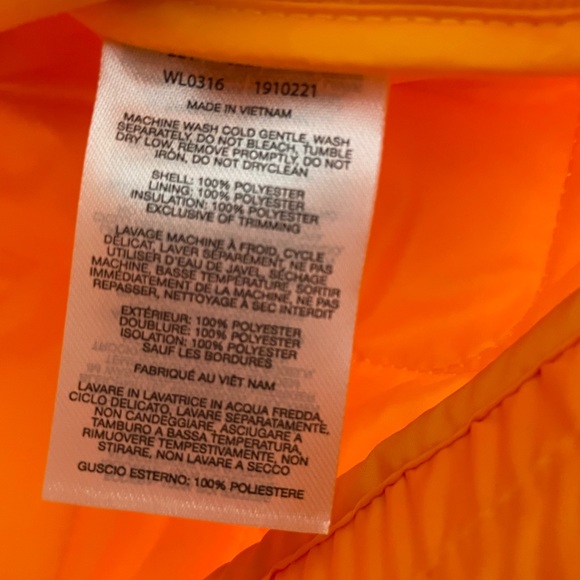 WL0316 1910221
MADE IN VIETNAM
MACHINE WASH COLD GENTLE, WASH
SEPARATELY, DO NOT BLEACH, TUMBLE
DRY LOW, REMOVE PROMPTLY, DO NOT
IRON, DO NOT DRYCLEAN
SHELL: 100% POLYESTER
LINING: 100% POLYESTER
INSULATION: 100% POLYESTER
EXCLUSIVE OF TRIMMING
LAVAGE MACHINE À FROID, CYCLE
DÉLICAT, LAVER SÉPARÉMENT, NE PAS
UTILISER D'EAU DE JAVEL, SÉCHAGE
MACHINE, BASSE TEMPÉRATURE, SORTIR
IMMÉDIATEMENT DE LA MACHINE, NE PAS
REPASSER, NETTOYAGE À SEC INTERDIT
EXTÉRIEUR: 100% POLYESTER
DOUBLURE: 100% POLYESTER
ISOLATION: 100% POLYESTER
SAUF LES BORDURES
FABRIQUÉ AU VIÊT NAM
LAVARE IN LAVATRICE IN ACQUA FREDDA,
CICLO DELICATO, LAVARE SEPARATAMENTE,
NON CANDEGGIARE, ASCIUGARE A
TAMBURO A BASSA TEMPERATURA,
RIMUOVERE TEMPESTIVAMENTE, NON
STIRARE, NON LAVARE A SECCO
GUSCIO ESTERNO: 100% POLIESTERE